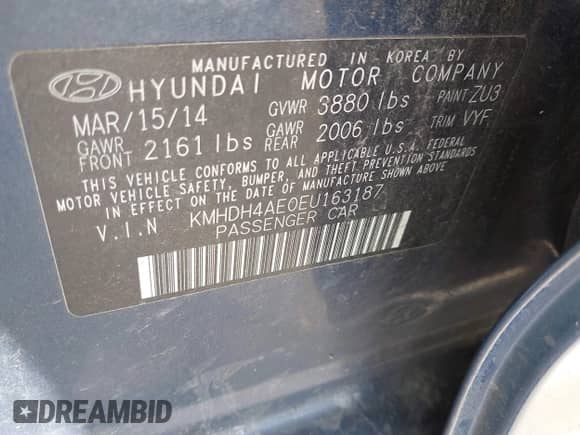 MANUFACTURED IN KOREA BY
HYUNDAI MOTOR COMPANY
MAR/15/14 GVWR 3880 lbs PAINT ZU3
GAWR FRONT 2161 lbs GAWR REAR 2006 lbs TRIM VYF
THIS VEHICLE CONFORMS TO ALL APPLICABLE U.S.A. FEDERAL
MOTOR VEHICLE SAFETY, BUMPER, AND THEFT PREVENTION STANDARDS
IN EFFECT ON THE DATE OF MANUFACTURE SHOWN ABOVE.
V.I.N KMHDH4AE0EU163187
PASSENGER CAR
DREAMBID